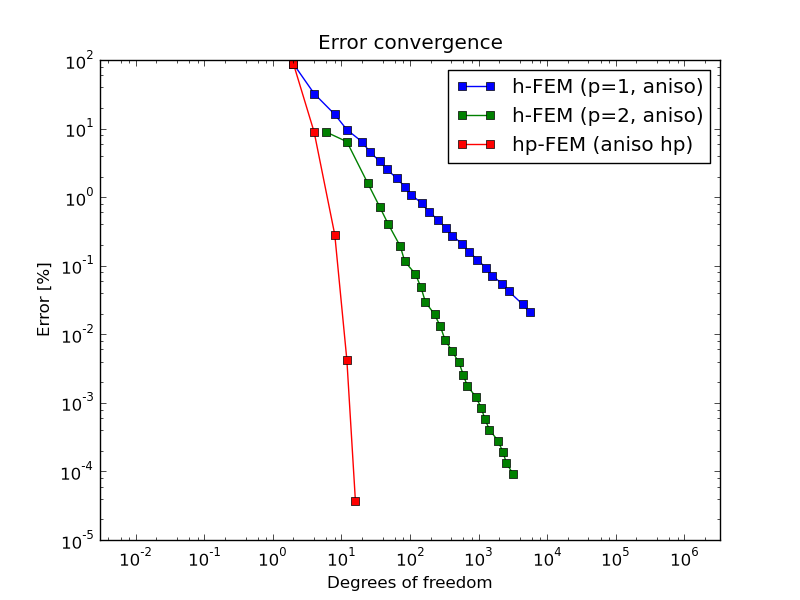 Error convergence
h-FEM (p=1, aniso)
h-FEM (p=2, aniso)
hp-FEM (aniso hp)
Error [%]
10^2
10^1
10^0
10^-1
10^-2
10^-3
10^-4
10^-5
10^-2 10^-1 10^0 10^1 10^2 10^3 10^4 10^5 10^6
Degrees of freedom